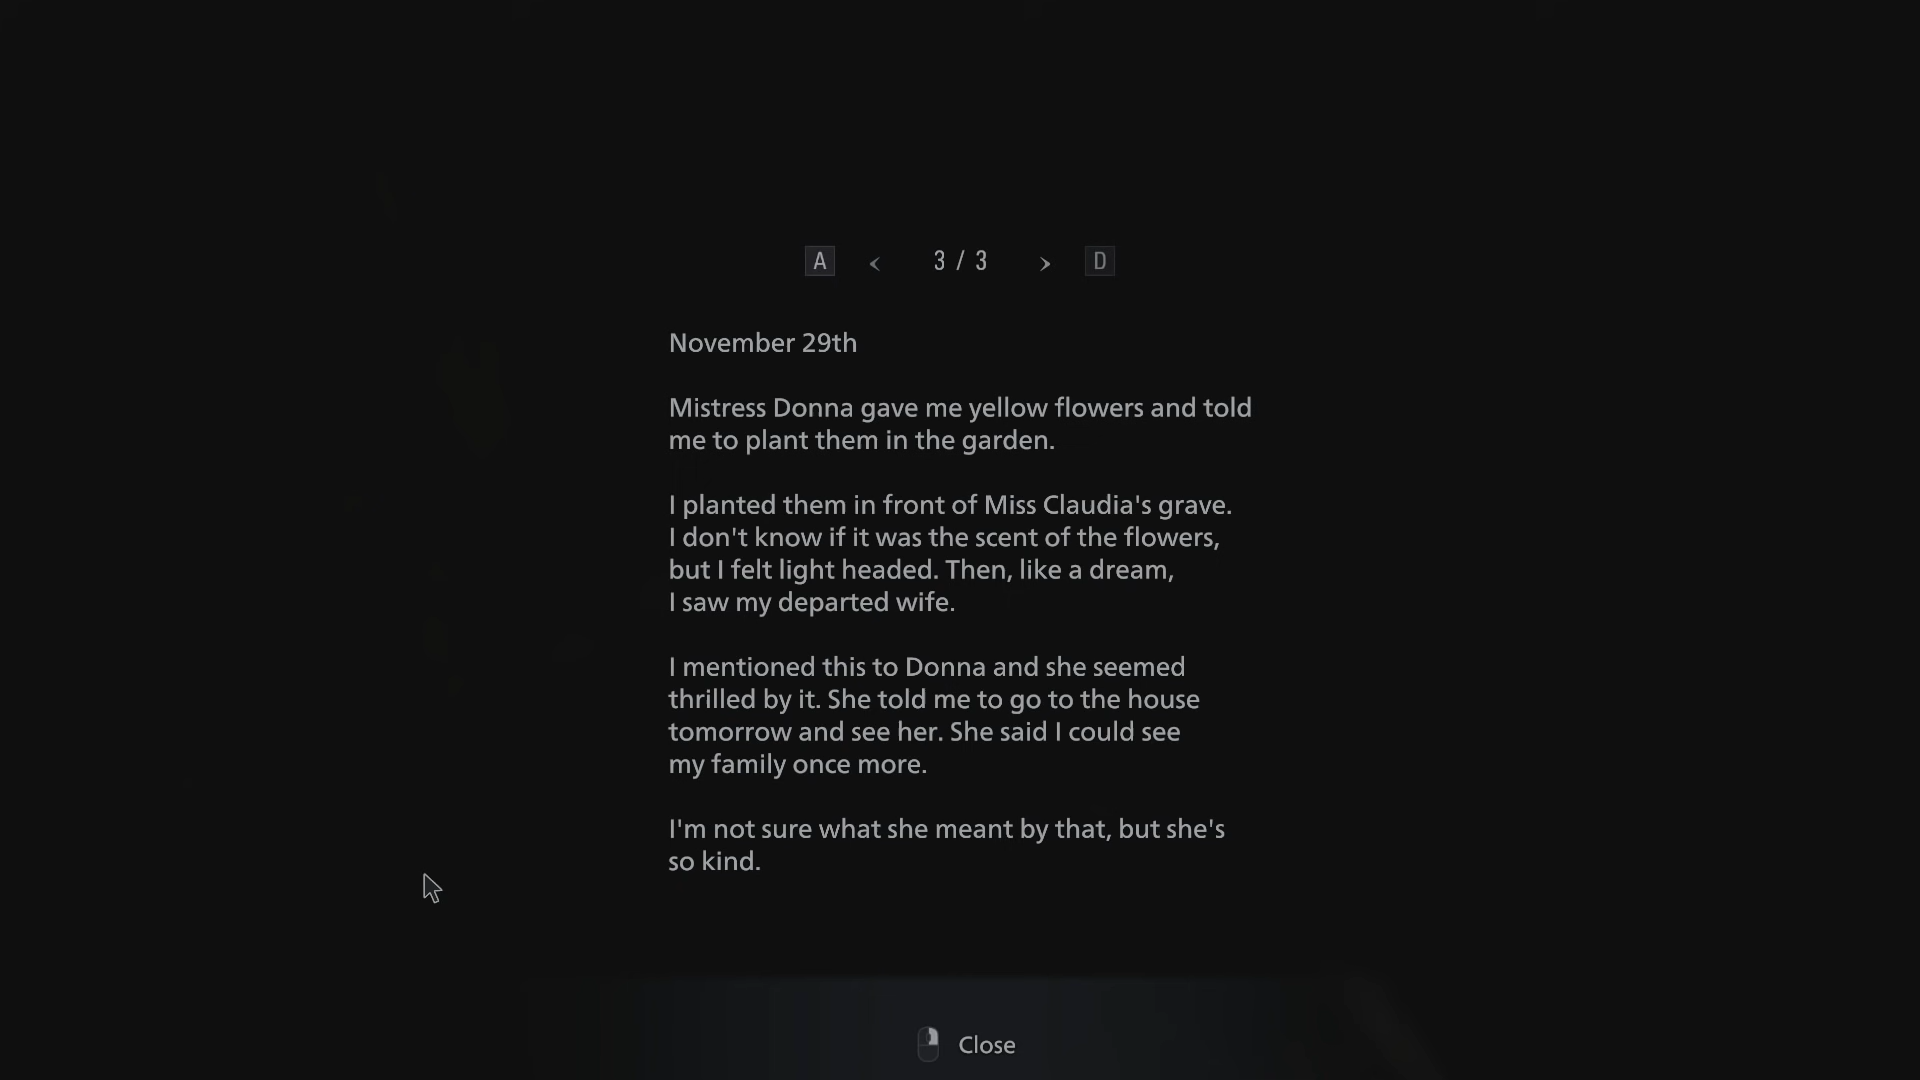 A < 3 / 3 > D
November 29th
Mistress Donna gave me yellow flowers and told
me to plant them in the garden.
I planted them in front of Miss Claudia's grave.
I don't know if it was the scent of the flowers,
but I felt light headed. Then, like a dream,
I saw my departed wife.
I mentioned this to Donna and she seemed
thrilled by it. She told me to go to the house
tomorrow and see her. She said I could see
my family once more.
I'm not sure what she meant by that, but she's
so kind.
Close